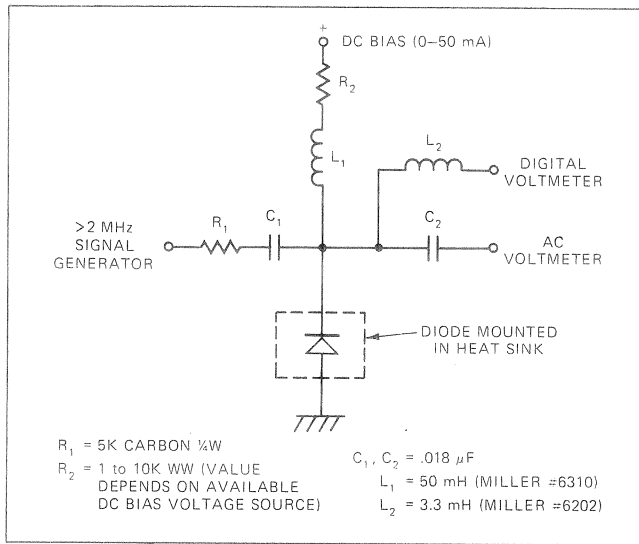 +
DC BIAS (0–50 mA)
R2
L1
L2
DIGITAL
VOLTMETER
>2 MHz
SIGNAL
GENERATOR
R1
C1
C2
AC
VOLTMETER
DIODE MOUNTED
IN HEAT SINK
R1 = 5K CARBON ¼W
R2 = 1 to 10K WW (VALUE
DEPENDS ON AVAILABLE
DC BIAS VOLTAGE SOURCE)
C1, C2 = .018 µF
L1 = 50 mH (MILLER #6310)
L2 = 3.3 mH (MILLER #6202)